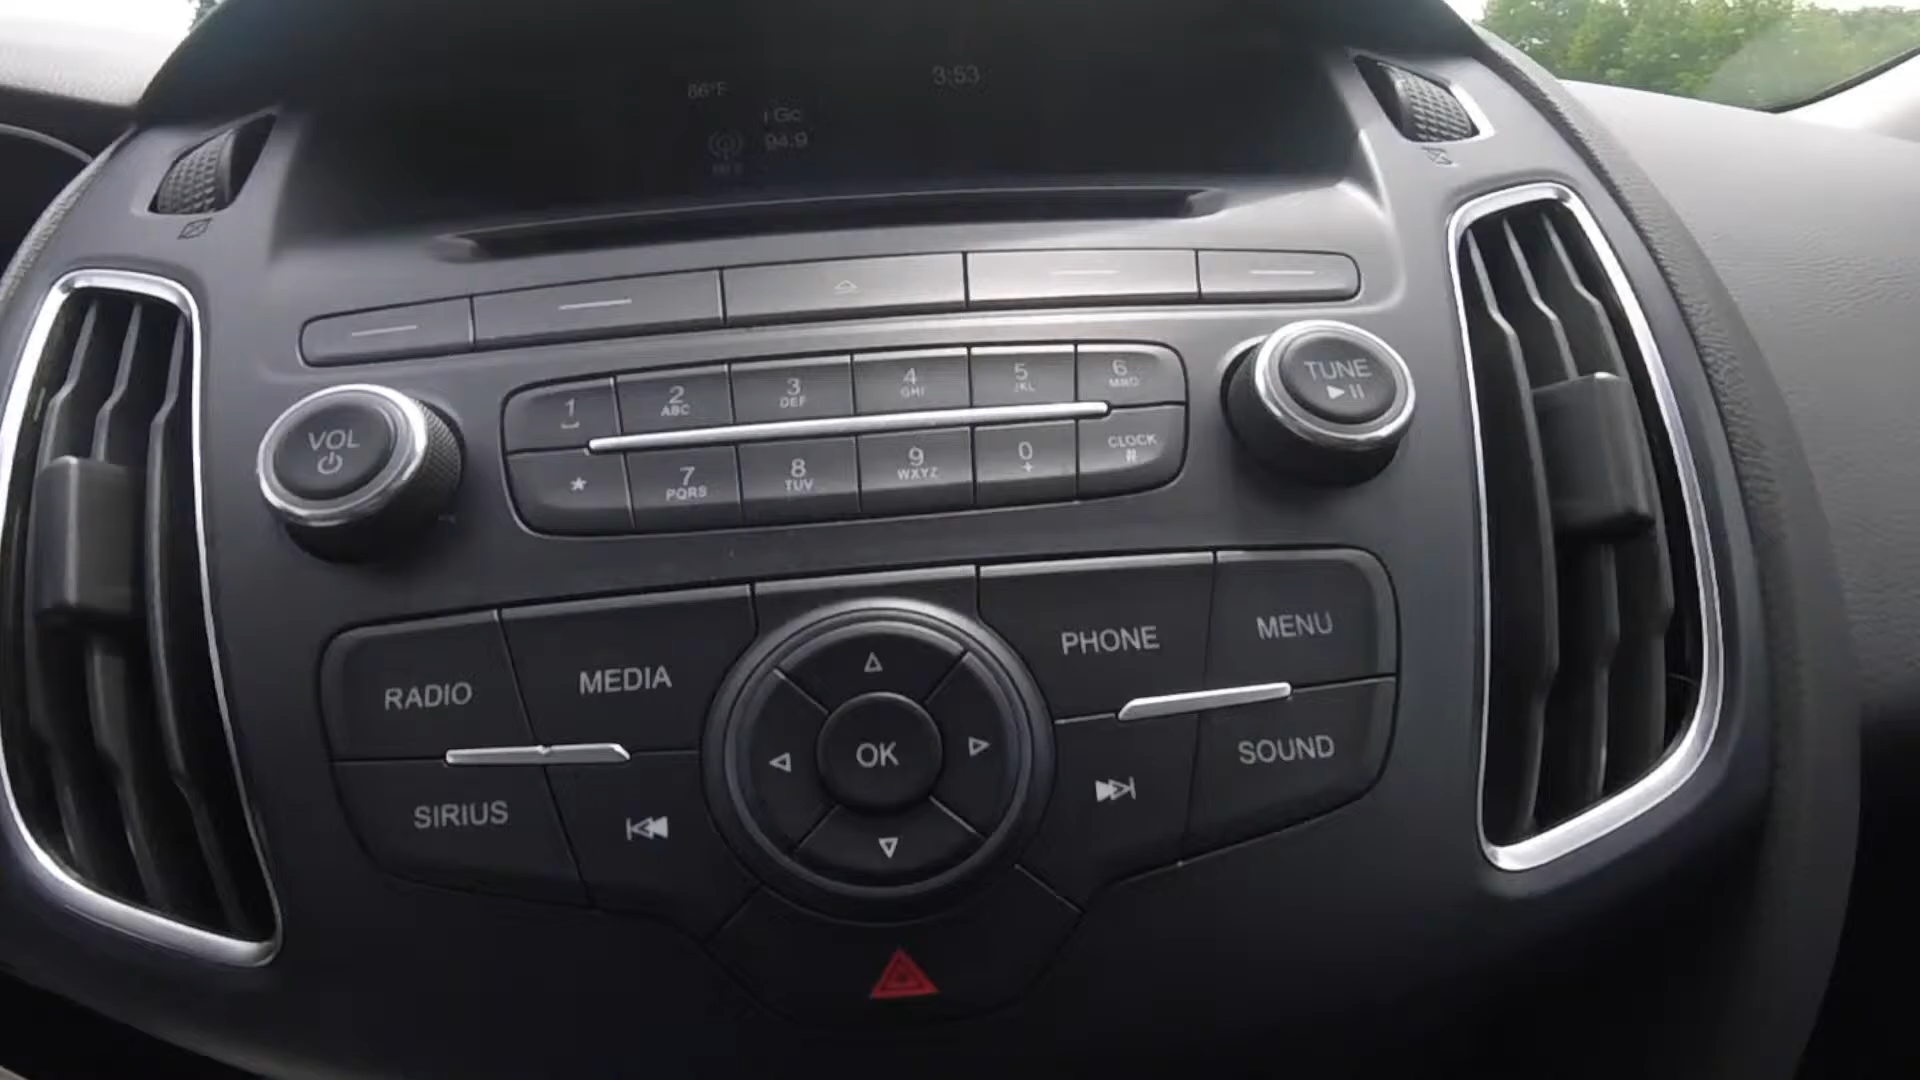 3:53
86°F
I Go
94.9
VOL
TUNE
1
2
ABC
3
DEF
4
GHI
5
JKL
6
MNO
*
7
PQRS
8
TUV
9
WXYZ
0
+
CLOCK
#
RADIO
MEDIA
PHONE
MENU
SIRIUS
OK
SOUND